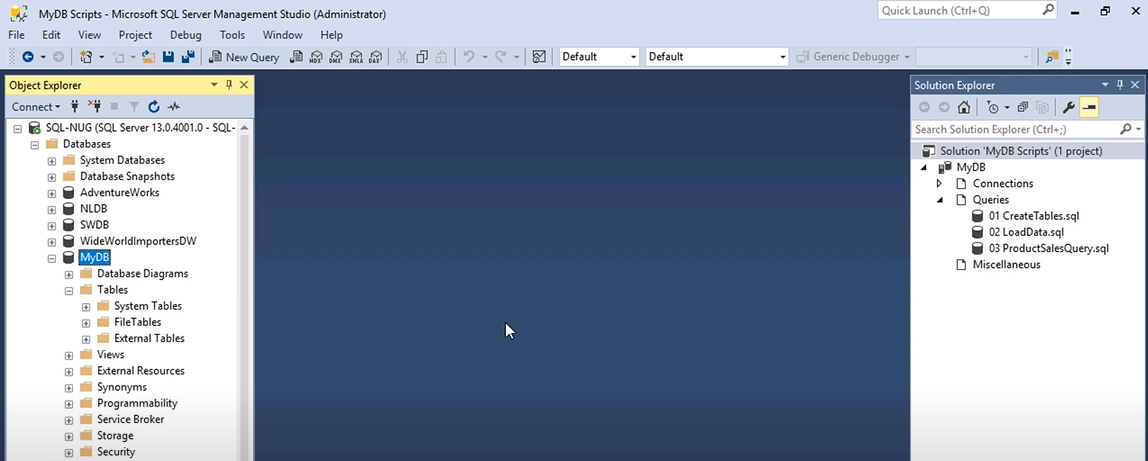 MyDB Scripts - Microsoft SQL Server Management Studio (Administrator)
Quick Launch (Ctrl+Q)
File Edit View Project Debug Tools Window Help
New Query MDX DMX XMLA DAX Default Default Generic Debugger
Object Explorer
Connect
SQL-NUG (SQL Server 13.0.4001.0 - SQL-
Databases
System Databases
Database Snapshots
AdventureWorks
NLDB
SWDB
WideWorldImportersDW
MyDB
Database Diagrams
Tables
System Tables
FileTables
External Tables
Views
External Resources
Synonyms
Programmability
Service Broker
Storage
Security
Solution Explorer
Search Solution Explorer (Ctrl+;)
Solution 'MyDB Scripts' (1 project)
MyDB
Connections
Queries
01 CreateTables.sql
02 LoadData.sql
03 ProductSalesQuery.sql
Miscellaneous